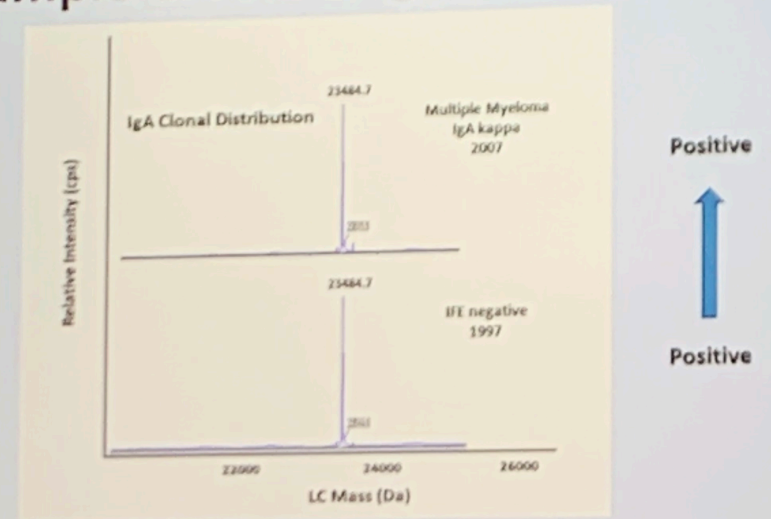 IgA Clonal Distribution
23484.7
Multiple Myeloma
IgA kappa
2007
Positive
Relative Intensity (cps)
23484.7
IFE negative
1997
Positive
22000
24000
26000
LC Mass (Da)